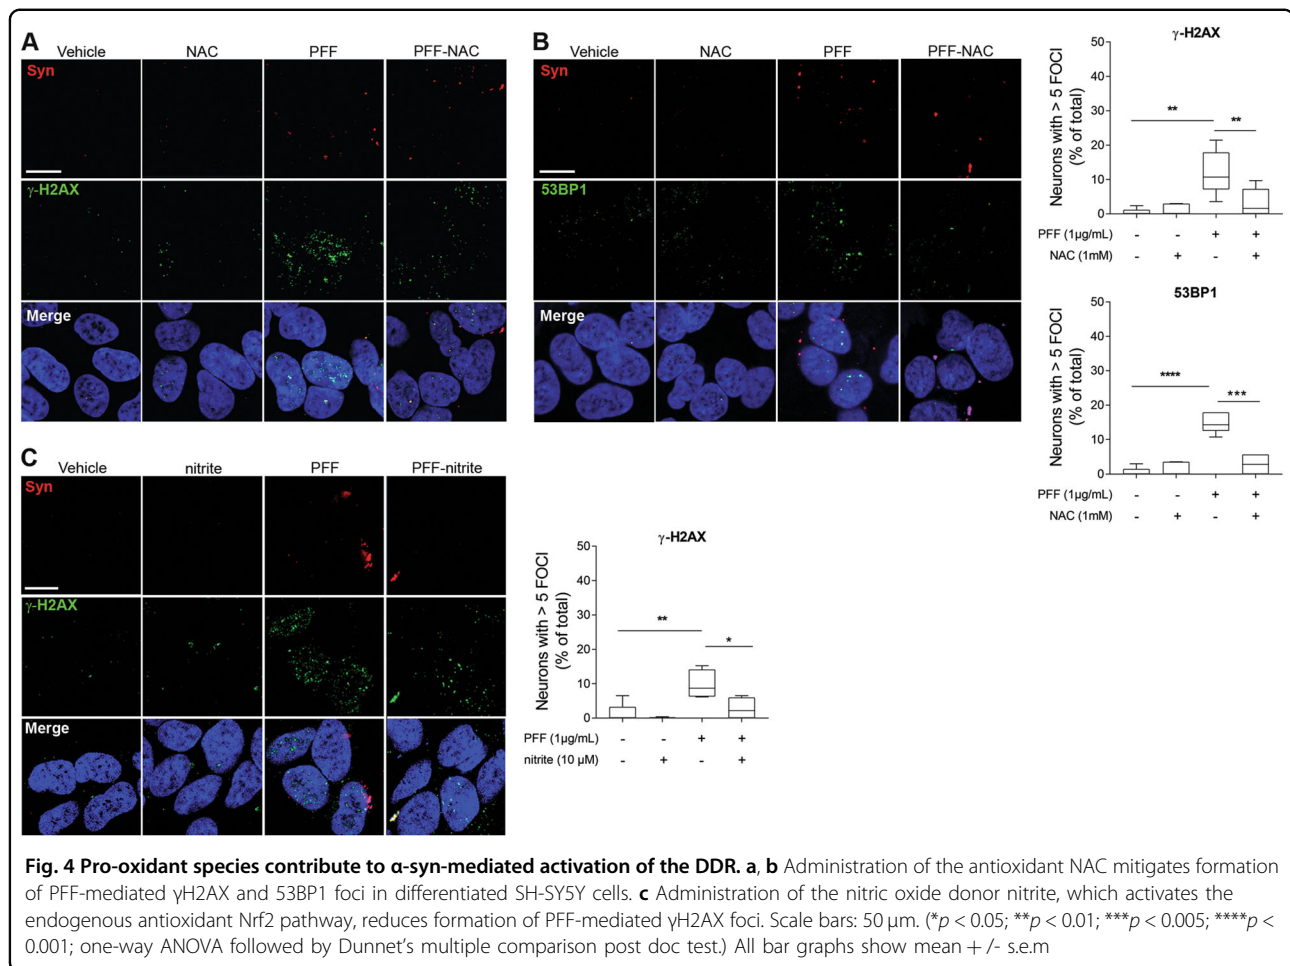 A
Vehicle NAC PFF PFF-NAC
Syn
γ-H2AX
Merge
B
Vehicle NAC PFF PFF-NAC
Syn
53BP1
Merge
γ-H2AX
Neurons with > 5 FOCI
(% of total)
50
40
30
20
10
0
** **
PFF (1μg/mL) - - + +
NAC (1mM) - + - +
53BP1
Neurons with > 5 FOCI
(% of total)
50
40
30
20
10
0
**** ***
PFF (1μg/mL) - - + +
NAC (1mM) - + - +
C
Vehicle nitrite PFF PFF-nitrite
Syn
γ-H2AX
Merge
γ-H2AX
Neurons with > 5 FOCI
(% of total)
50
40
30
20
10
0
** *
PFF (1μg/mL) - - + +
nitrite (10 μM) - + - +
Fig. 4 Pro-oxidant species contribute to α-syn-mediated activation of the DDR. a, b Administration of the antioxidant NAC mitigates formation
of PFF-mediated γH2AX and 53BP1 foci in differentiated SH-SY5Y cells. c Administration of the nitric oxide donor nitrite, which activates the
endogenous antioxidant Nrf2 pathway, reduces formation of PFF-mediated γH2AX foci. Scale bars: 50 μm. (*p < 0.05; **p < 0.01; ***p < 0.005; ****p <
0.001; one-way ANOVA followed by Dunnet's multiple comparison post doc test.) All bar graphs show mean + /- s.e.m